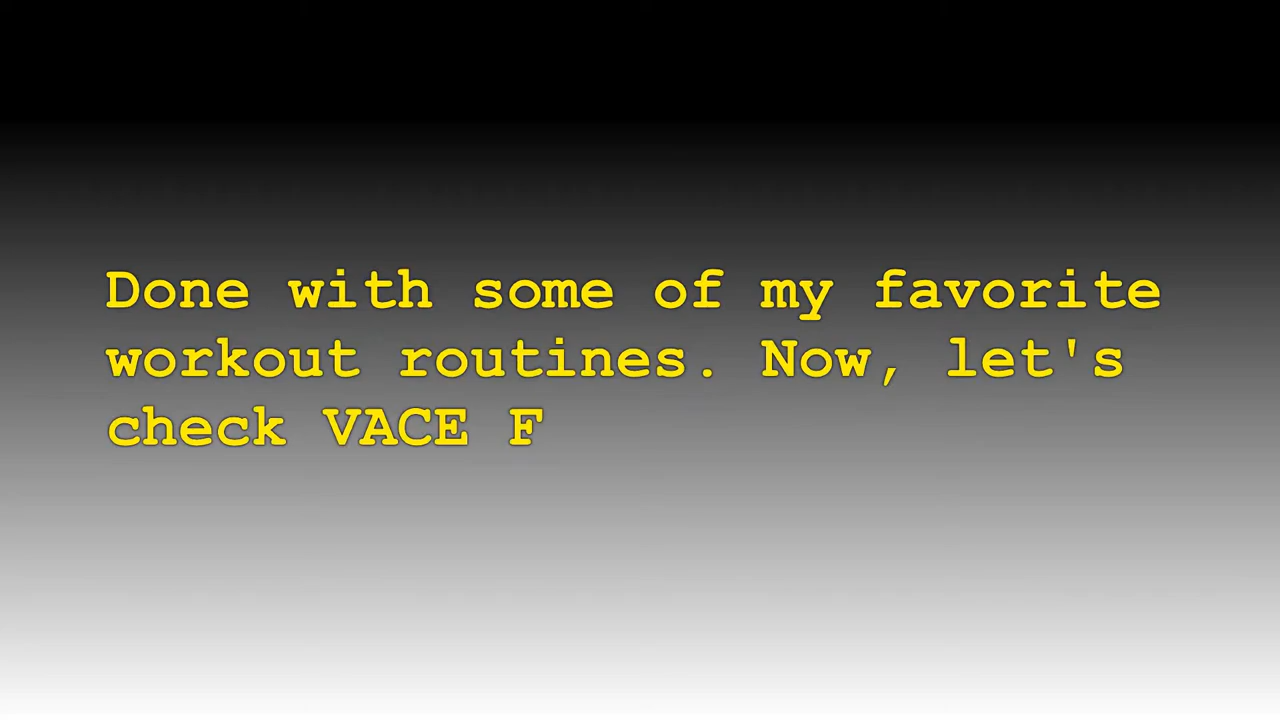 Done with some of my favorite
workout routines. Now, let's
check VACE F